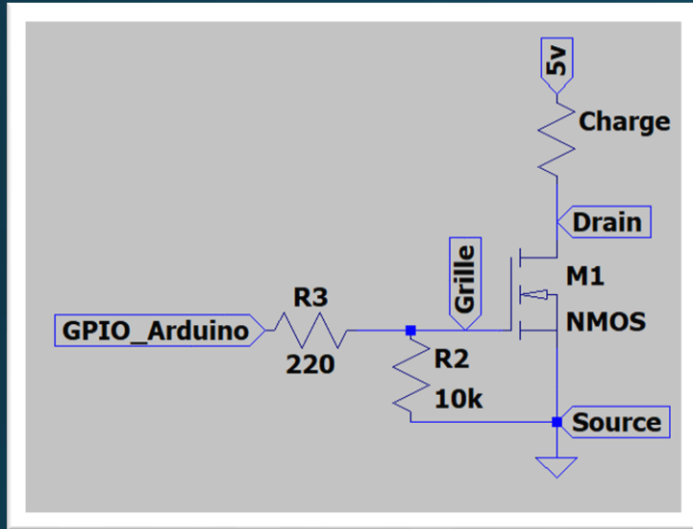 5v
Charge
Drain
Grille
M1
NMOS
R3
GPIO_Arduino
220
R2
10k
Source